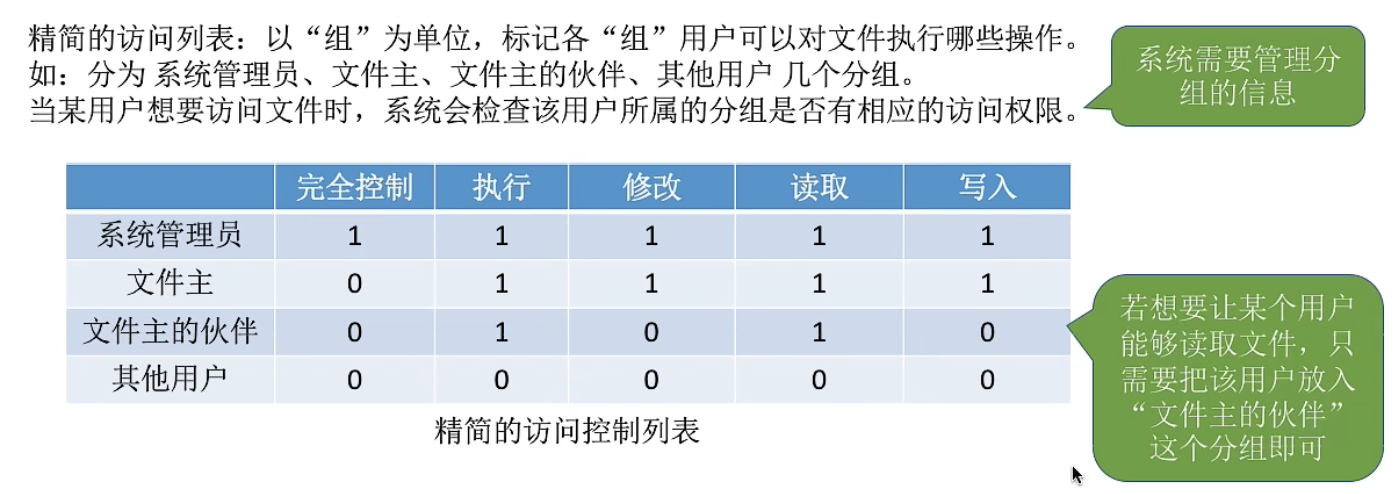 精简的访问列表：以“组”为单位，标记各“组”用户可以对文件执行哪些操作。
如：分为 系统管理员、文件主、文件主的伙伴、其他用户 几个分组。
当某用户想要访问文件时，系统会检查该用户所属的分组是否有相应的访问权限。
系统需要管理分
组的信息
完全控制 执行 修改 读取 写入
系统管理员 1 1 1 1 1
文件主 0 1 1 1 1
文件主的伙伴 0 1 0 1 0
其他用户 0 0 0 0 0
精简的访问控制列表
若想要让某个用户
能够读取文件，只
需要把该用户放入
“文件主的伙伴”
这个分组即可